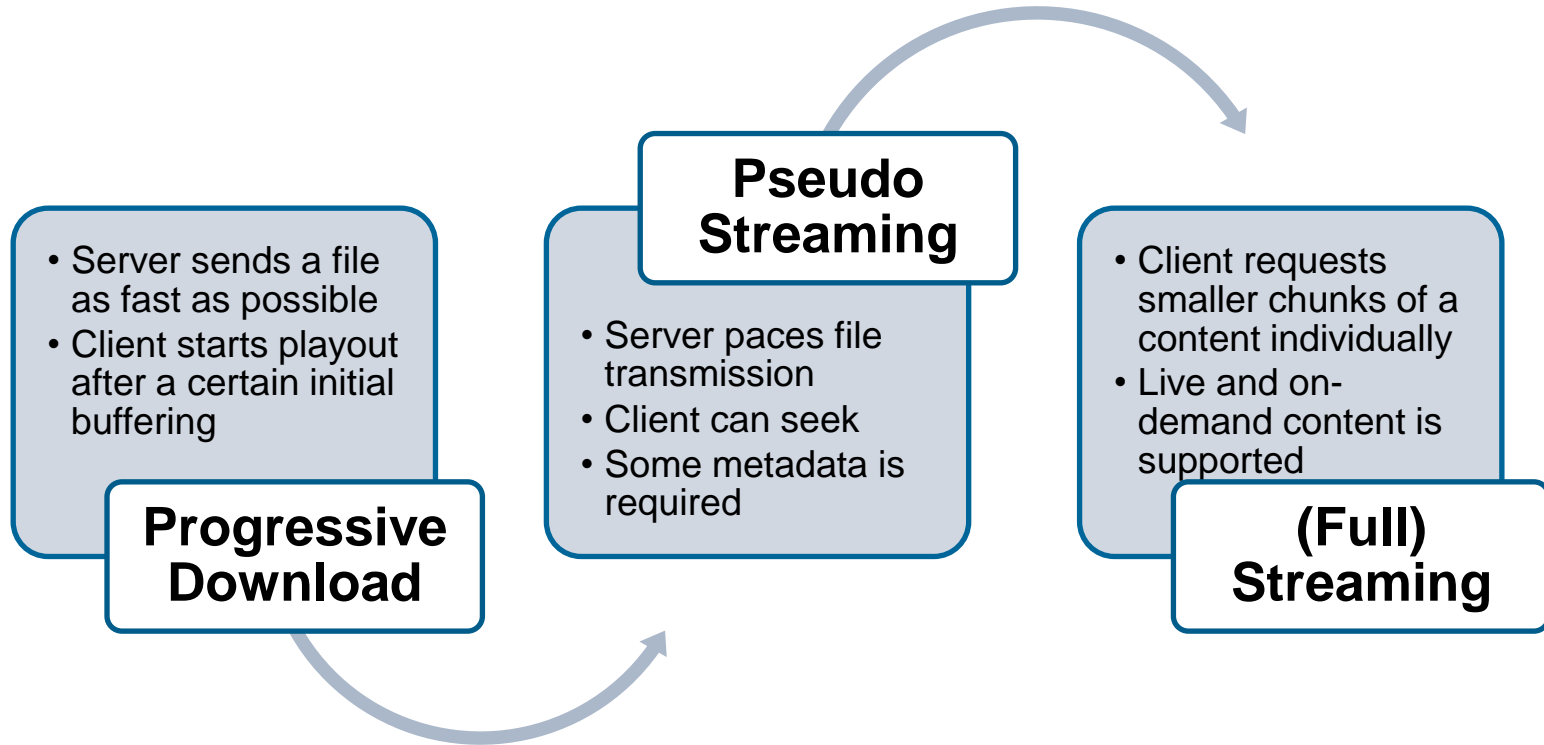 • Server sends a file
as fast as possible
• Client starts playout
after a certain initial
buffering
Progressive
Download
Pseudo
Streaming
• Server paces file
transmission
• Client can seek
• Some metadata is
required
• Client requests
smaller chunks of a
content individually
• Live and on-
demand content is
supported
(Full)
Streaming